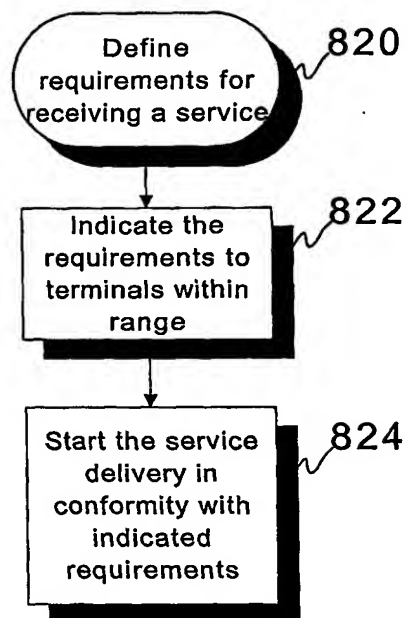 Define
requirements for
receiving a service
820
Indicate the
requirements to
terminals within
range
822
Start the service
delivery in
conformity with
indicated
requirements
824